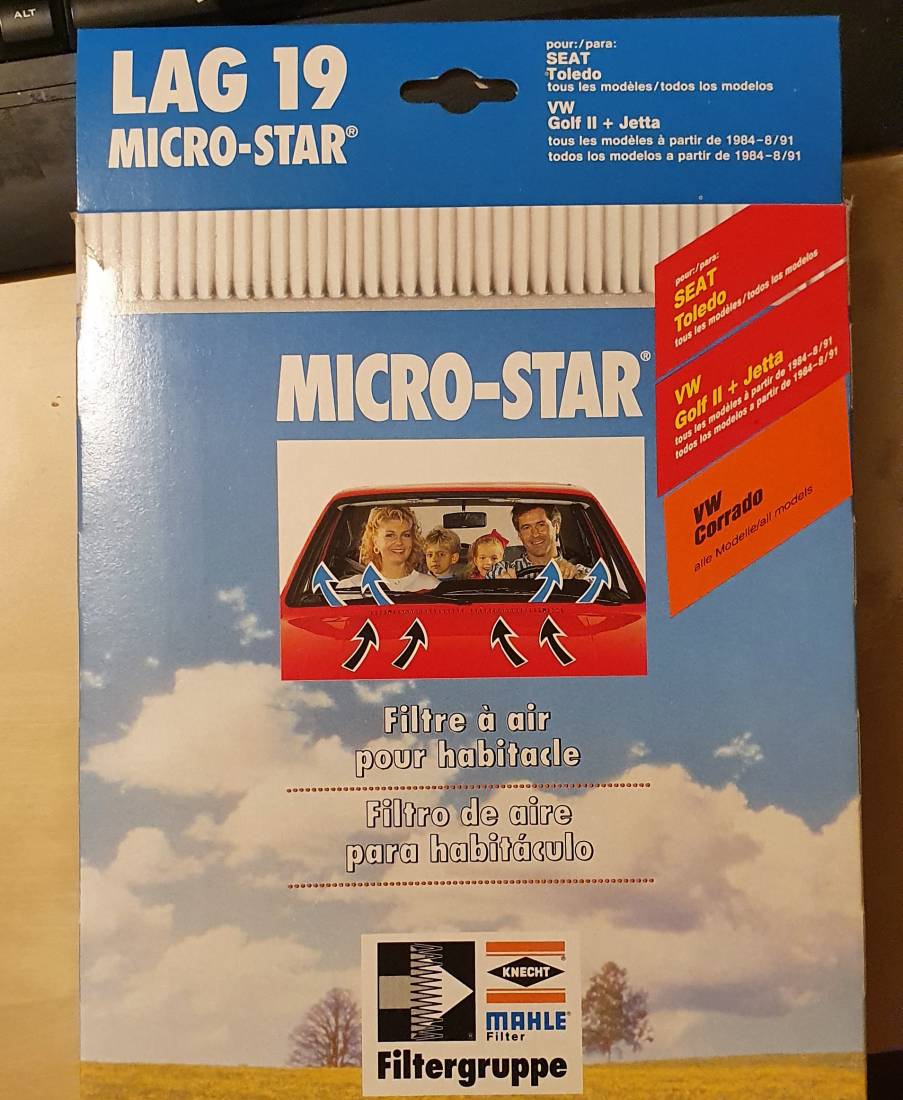 ALT
LAG 19
MICRO-STAR®
pour:/para:
SEAT
Toledo
tous les modèles/todos los modelos
VW
Golf II + Jetta
tous les modèles à partir de 1984-8/91
todos los modelos a partir de 1984-8/91
pour:/para:
SEAT
Toledo
tous les modèles/todos los modelos
VW
Golf II + Jetta
tous les modèles à partir de 1984-8/91
todos los modelos a partir de 1984-8/91
VW
Corrado
alle Modelle/all models
MICRO-STAR®
Filtre à air
pour habitacle
Filtro de aire
para habitáculo
KNECHT
MAHLE®
Filter
Filtergruppe